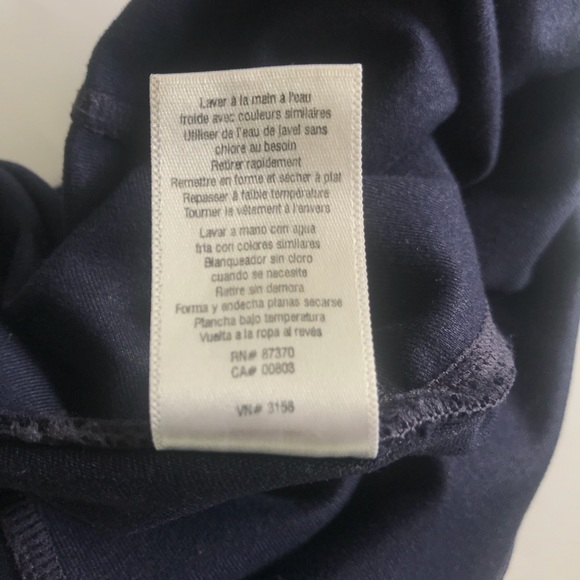 Laver à la main à l'eau
froide avec couleurs similaires
Utiliser de l'eau de javel sans
chlore au besoin
Retirer rapidement
Remettre en forme et sécher à plat
Repasser à faible température
Tourner le vêtement à l'envers
Lavar a mano con agua
fria con colores similares
Blanqueador sin cloro
cuando se necesite
Retire sin demora
Forma y endecha planas secarse
Plancha bajo temperatura
Vuelta a la ropa al revés
RN# 87370
CA# 00803
VN# 3156